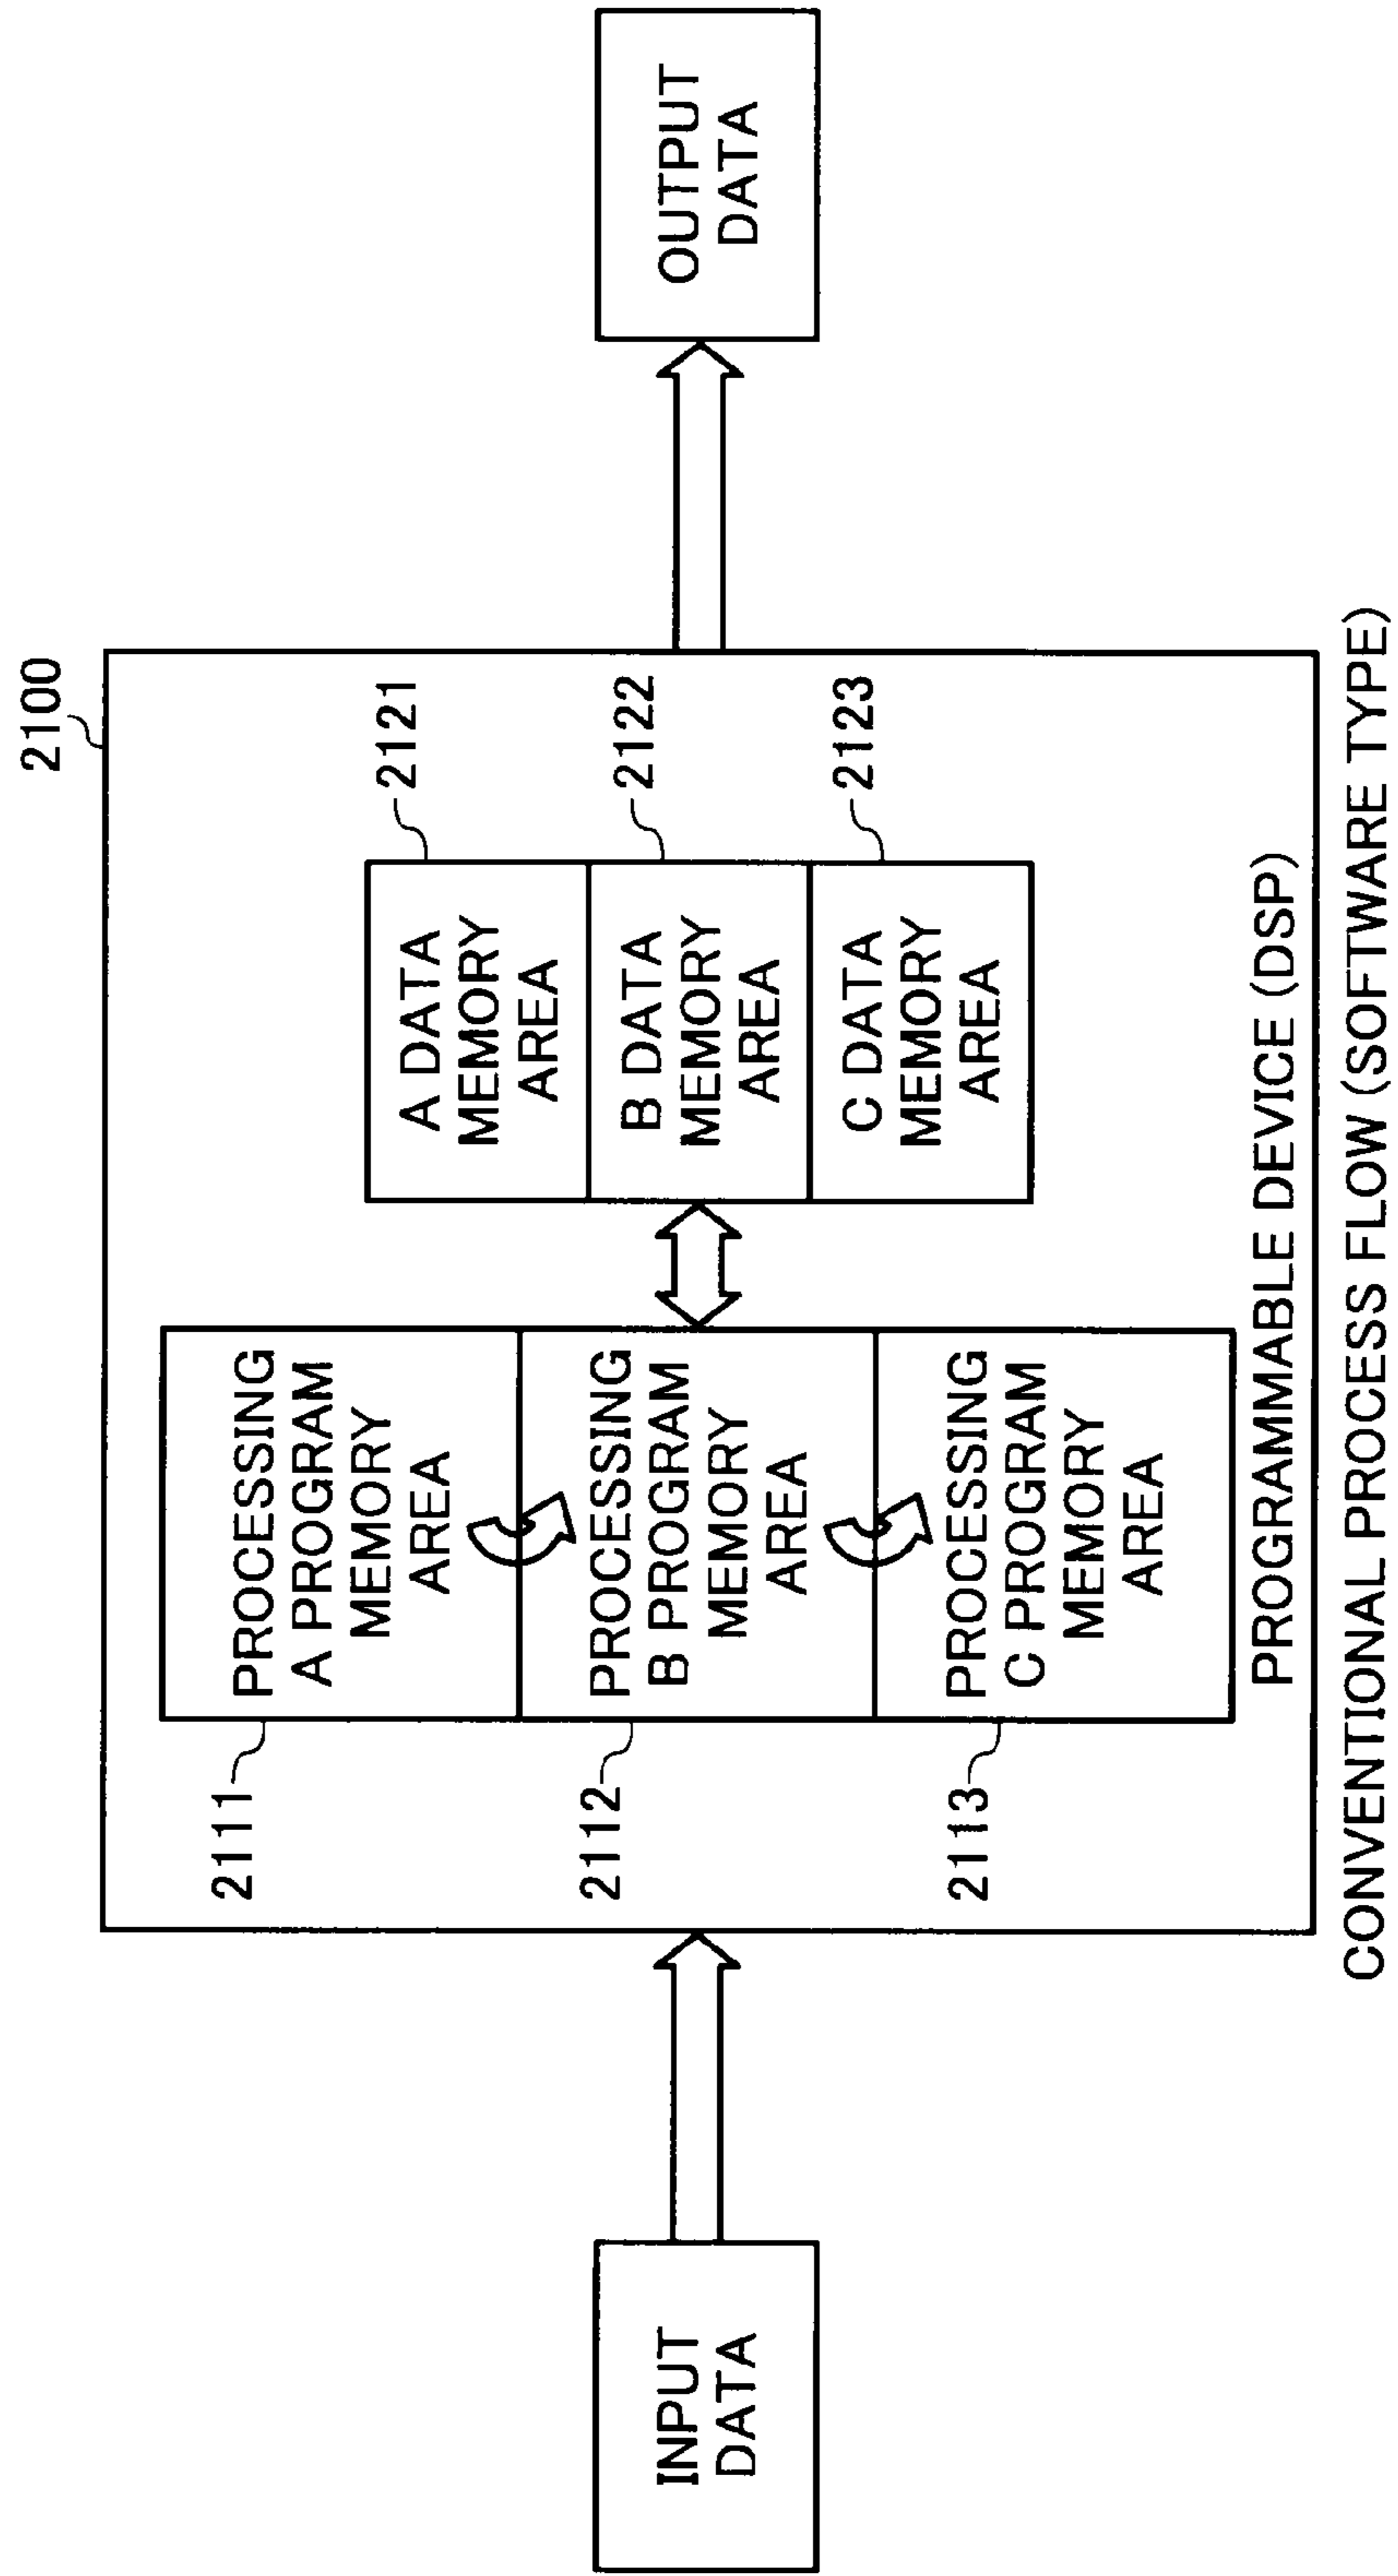 2100
INPUT
DATA
2111
PROCESSING
A PROGRAM
MEMORY
AREA
2112
PROCESSING
B PROGRAM
MEMORY
AREA
2113
PROCESSING
C PROGRAM
MEMORY
AREA
A DATA
MEMORY
AREA
2121
B DATA
MEMORY
AREA
2122
C DATA
MEMORY
AREA
2123
PROGRAMMABLE DEVICE (DSP)
OUTPUT
DATA
CONVENTIONAL PROCESS FLOW (SOFTWARE TYPE)